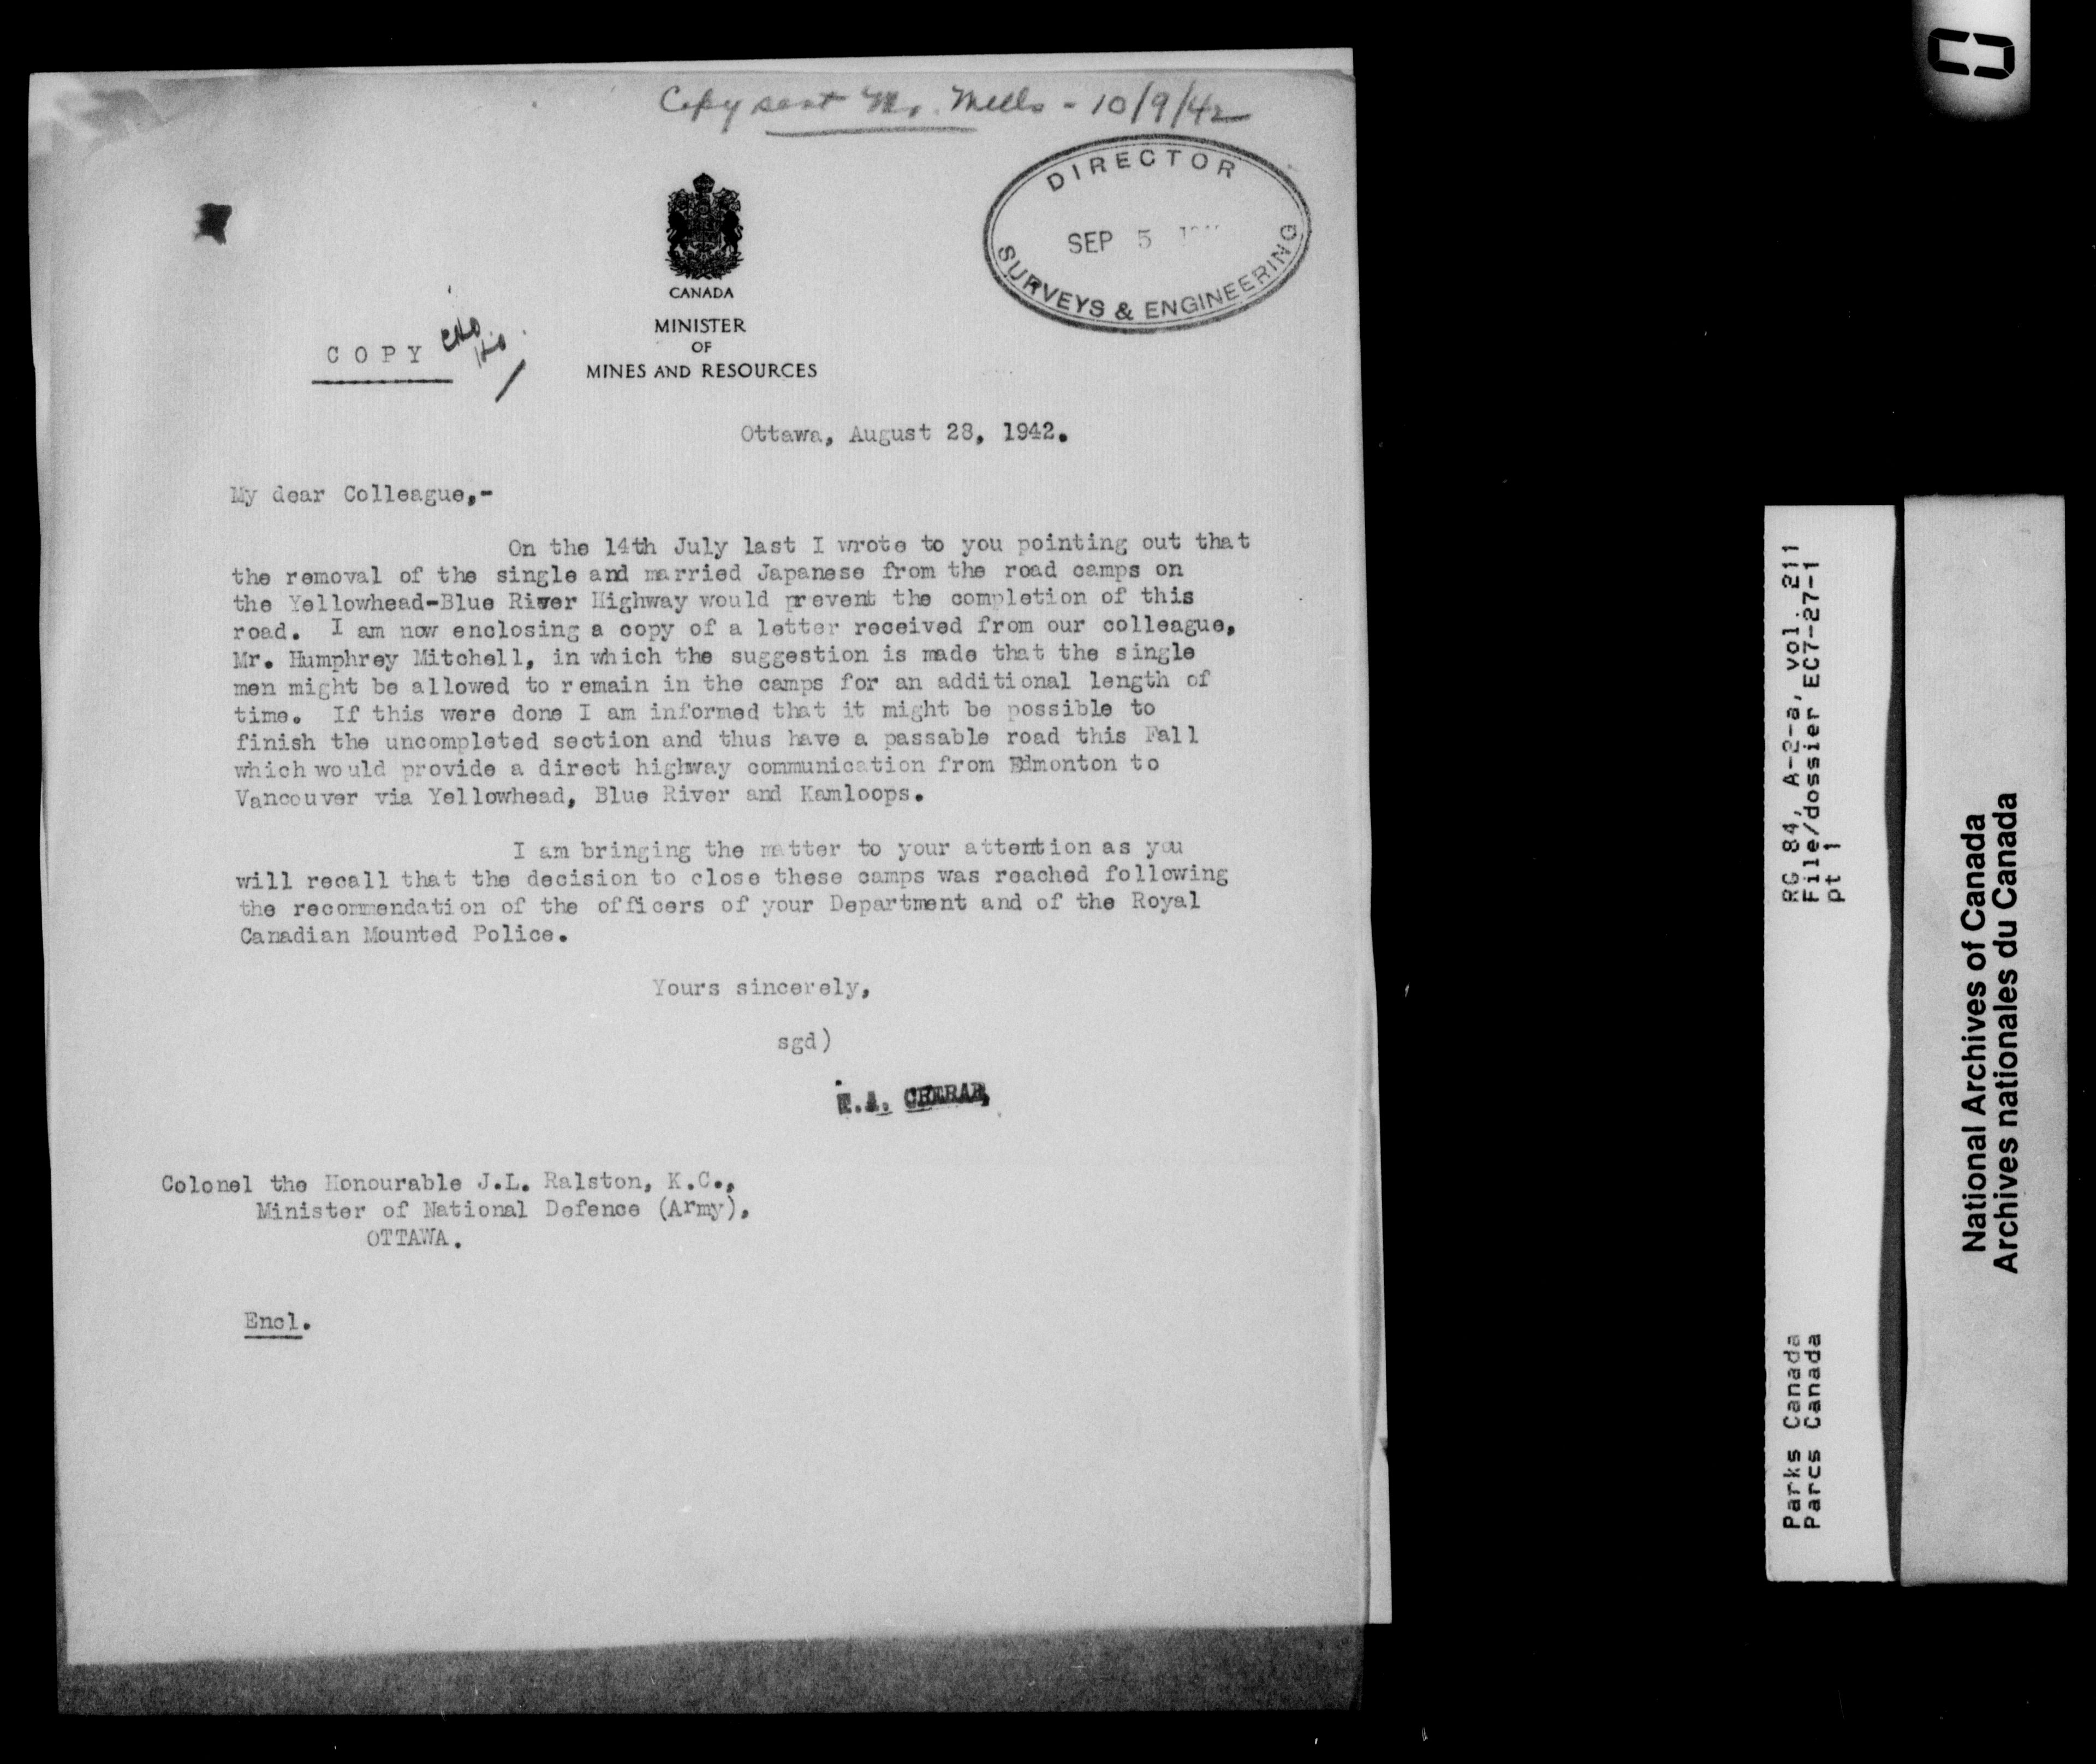 Copy sent Mr. Mills - 10/9/42
DIRECTOR
SEP 5
SURVEYS & ENGINEERING
CANADA
MINISTER
OF
MINES AND RESOURCES
COPY
Ottawa, August 28, 1942.
My dear Colleague,-
On the 14th July last I wrote to you pointing out that
the removal of the single and married Japanese from the road camps on
the Yellowhead-Blue River Highway would prevent the completion of this
road. I am now enclosing a copy of a letter received from our colleague,
Mr. Humphrey Mitchell, in which the suggestion is made that the single
men might be allowed to remain in the camps for an additional length of
time. If this were done I am informed that it might be possible to
finish the uncompleted section and thus have a passable road this Fall
which would provide a direct highway communication from Edmonton to
Vancouver via Yellowhead, Blue River and Kamloops.
I am bringing the matter to your attention as you
will recall that the decision to close these camps was reached following
the recommendation of the officers of your Department and of the Royal
Canadian Mounted Police.
Yours sincerely,
sgd)
T.A. CRERAR,
Colonel the Honourable J.L. Ralston, K.C.,
Minister of National Defence (Army),
OTTAWA.
Encl.
RG 84, A-2-a, vol. 211
File/dossier EC7-27-1
pt 1
Parks Canada
Parcs Canada
National Archives of Canada
Archives nationales du Canada